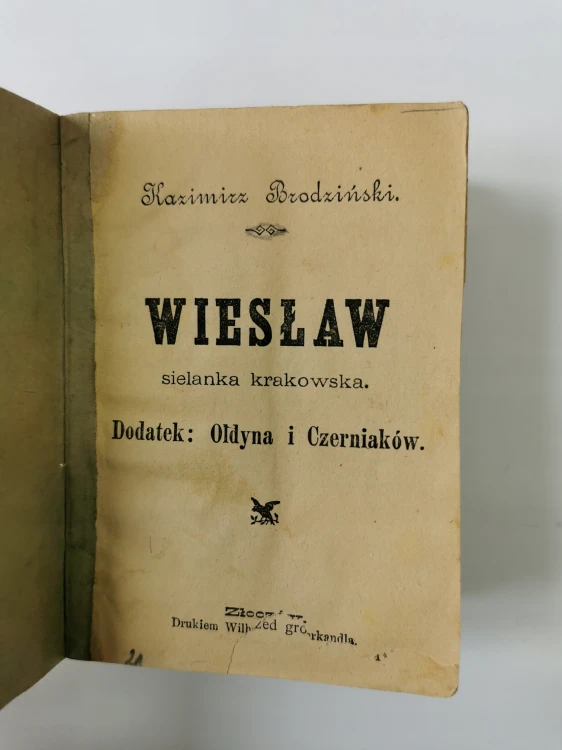 Kazimirz Brodziński.
WIESŁAW
sielanka krakowska.
Dodatek: Ołdyna i Czerniaków.
Drukiem